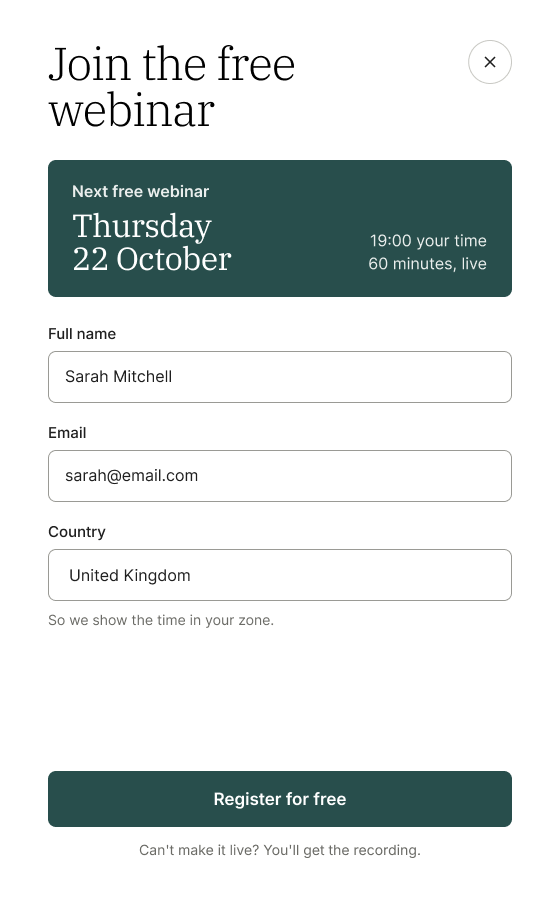 Join the free
webinar
Next free webinar
Thursday
22 October
19:00 your time
60 minutes, live
Full name
Sarah Mitchell
Email
sarah@email.com
Country
United Kingdom
So we show the time in your zone.
Register for free
Can't make it live? You'll get the recording.